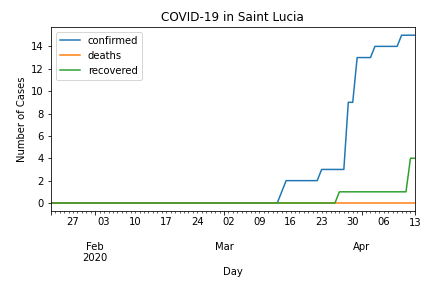 COVID-19 in Saint Lucia
confirmed
deaths
recovered
Number of Cases
14
12
10
8
6
4
2
0
27 03 10 17 24 02 09 16 23 30 06 13
Feb Mar Apr
2020
Day